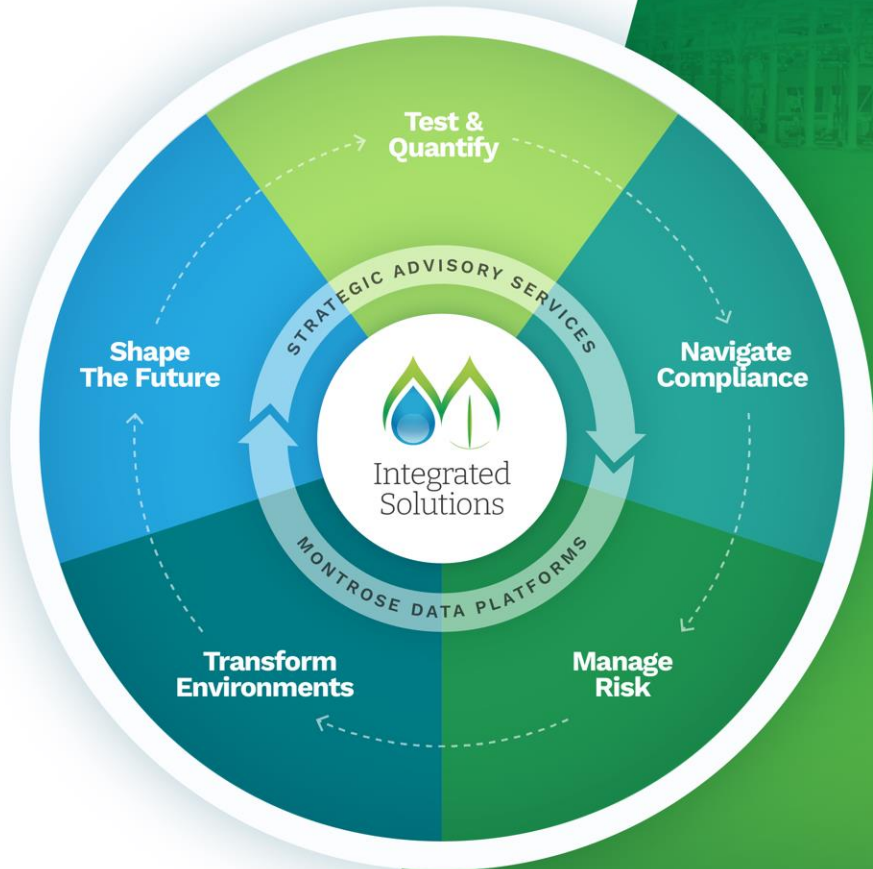 Test &
Quantify
STRATEGIC ADVISORY SERVICES
Shape
The Future
Navigate
Compliance
Integrated
Solutions
MONTROSE DATA PLATFORMS
Transform
Environments
Manage
Risk